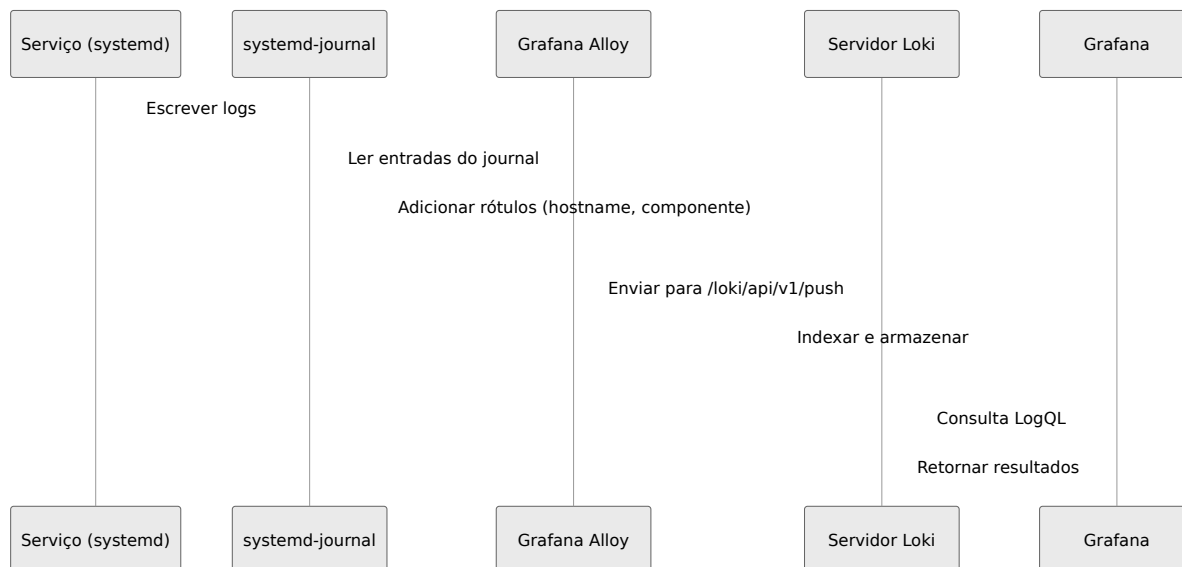 Serviço (systemd)
systemd-journal
Grafana Alloy
Servidor Loki
Grafana
Escrever logs
Ler entradas do journal
Adicionar rótulos (hostname, componente)
Enviar para /loki/api/v1/push
Indexar e armazenar
Consulta LogQL
Retornar resultados
Serviço (systemd)
systemd-journal
Grafana Alloy
Servidor Loki
Grafana